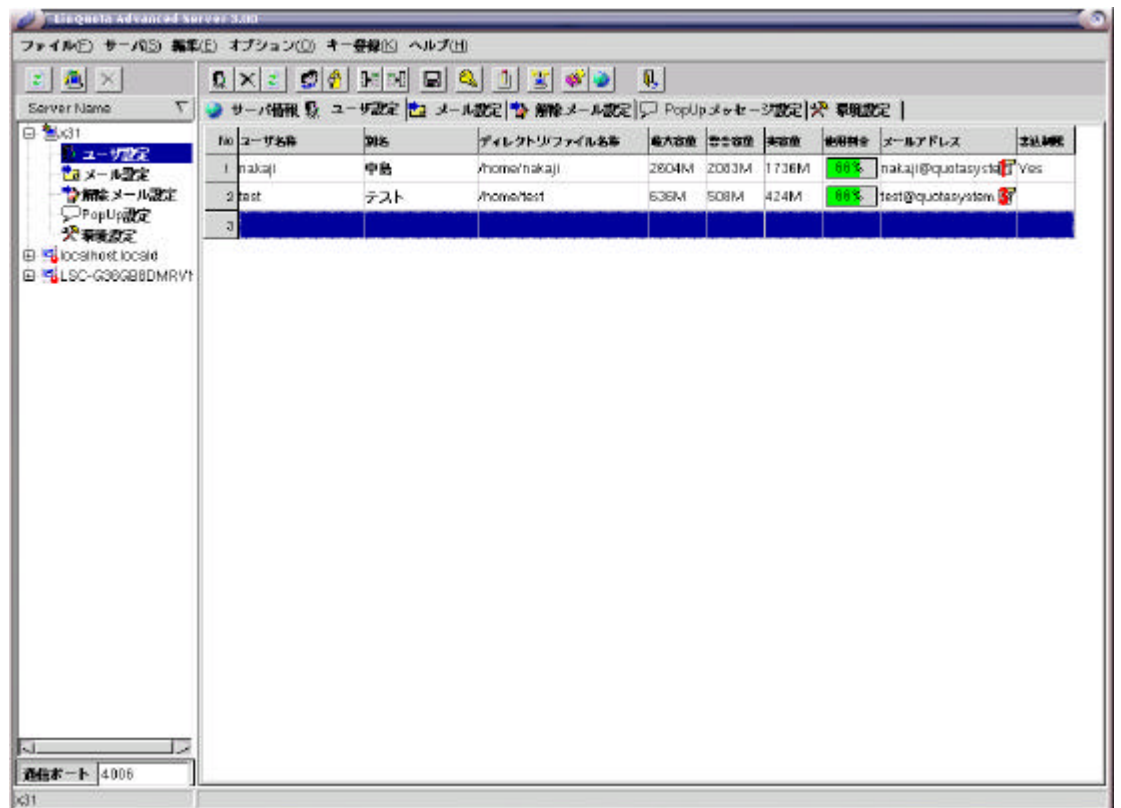 LinQuota Advanced Server 3.00
ファイル(F) サーバ(S) 編集(E) オプション(O) キー登録(K) ヘルプ(H)
Server Name
サーバ情報 ユーザ設定 メール設定 解除メール設定 PopUpメッセージ設定 環境設定
x31
ユーザ設定
メール設定
解除メール設定
PopUp設定
環境設定
localhost.locald
No ユーザ名称 別名 ディレクトリ/ファイル名称 最大容量 警告容量 実容量 使用割合 メールアドレス 書込制限
1 nakaji 中島 /home/nakaji 2604M 2083M 1736M 66% nakaji@quotasyste Yes
2 test テスト /home/test 636M 508M 424M 66% test@quotasystem
3
通信ポート 4006
x31